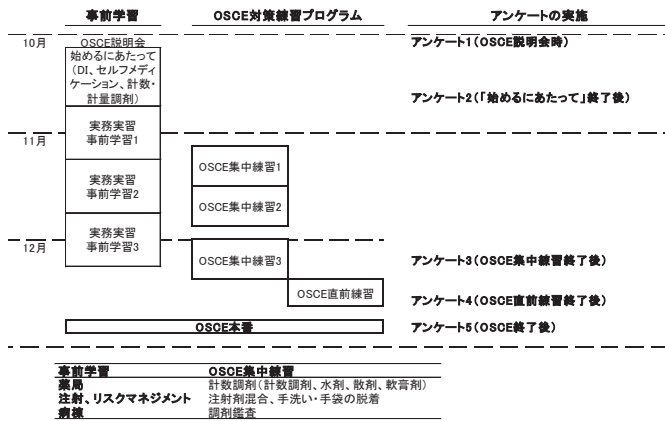 事前学習 OSCE対策練習プログラム アンケートの実施
10月 OSCE説明会 アンケート1(OSCE説明会時)
始めるにあたって
(DI、セルフメディ
ケーション、計数・
計量調剤)
アンケート2(「始めるにあたって」終了後)
11月
実務実習
事前学習1
OSCE集中練習1
実務実習
事前学習2
OSCE集中練習2
12月
実務実習
事前学習3
OSCE集中練習3
アンケート3(OSCE集中練習終了後)
OSCE直前練習
アンケート4(OSCE直前練習終了後)
OSCE本番
アンケート5(OSCE終了後)
事前学習 OSCE集中練習
薬局 計数調剤(計数調剤、水剤、散剤、軟膏剤)
注射、リスクマネジメント 注射剤混合、手洗い・手袋の脱着
病棟 調剤鑑査